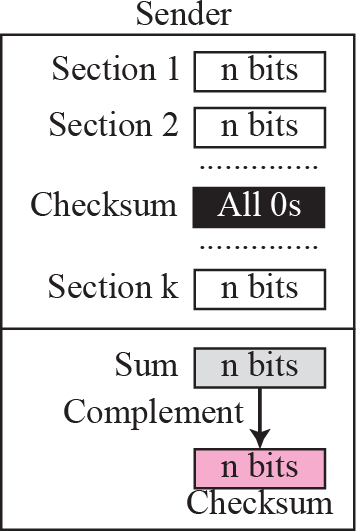 Sender
Section 1 n bits
Section 2 n bits
..............
Checksum All 0s
..............
Section k n bits
Sum n bits
Complement
n bits
Checksum